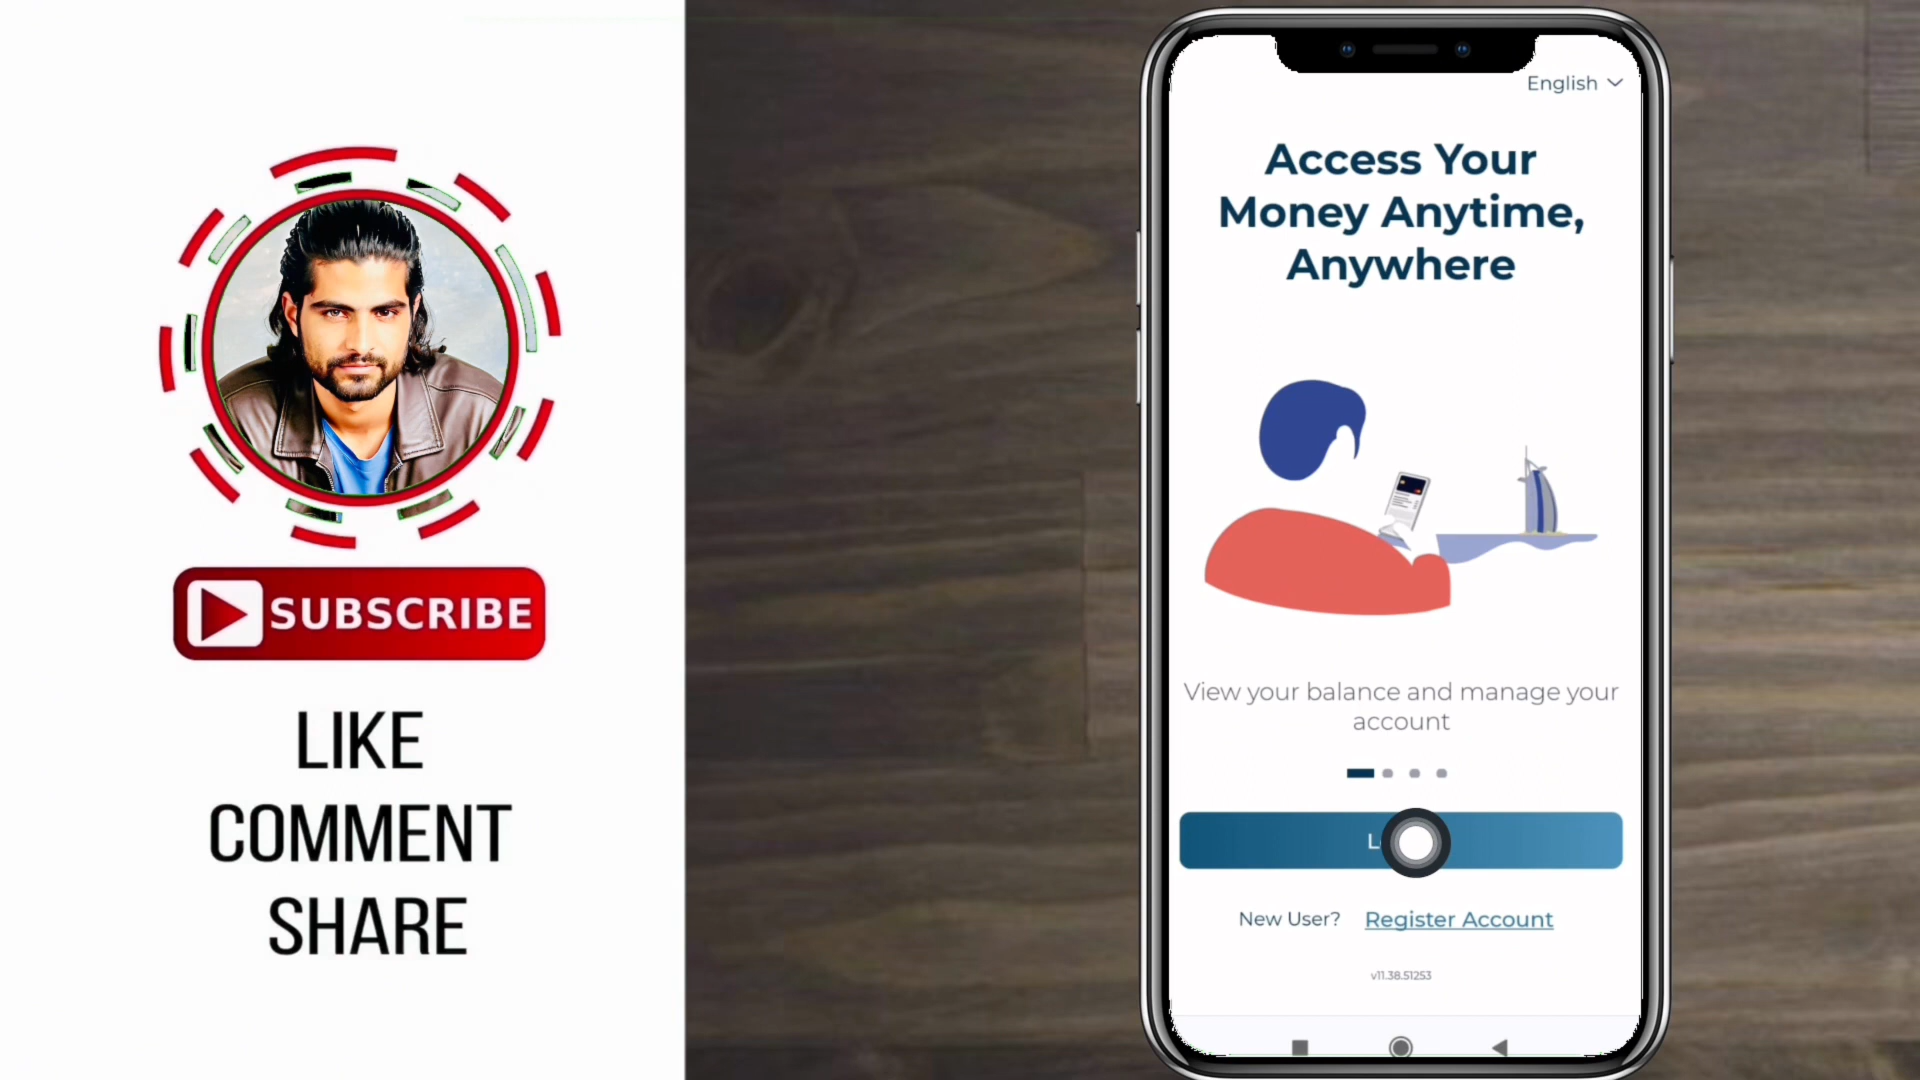 SUBSCRIBE
LIKE
COMMENT
SHARE
English
Access Your
Money Anytime,
Anywhere
View your balance and manage your
account
New User? Register Account
v11.38.51253